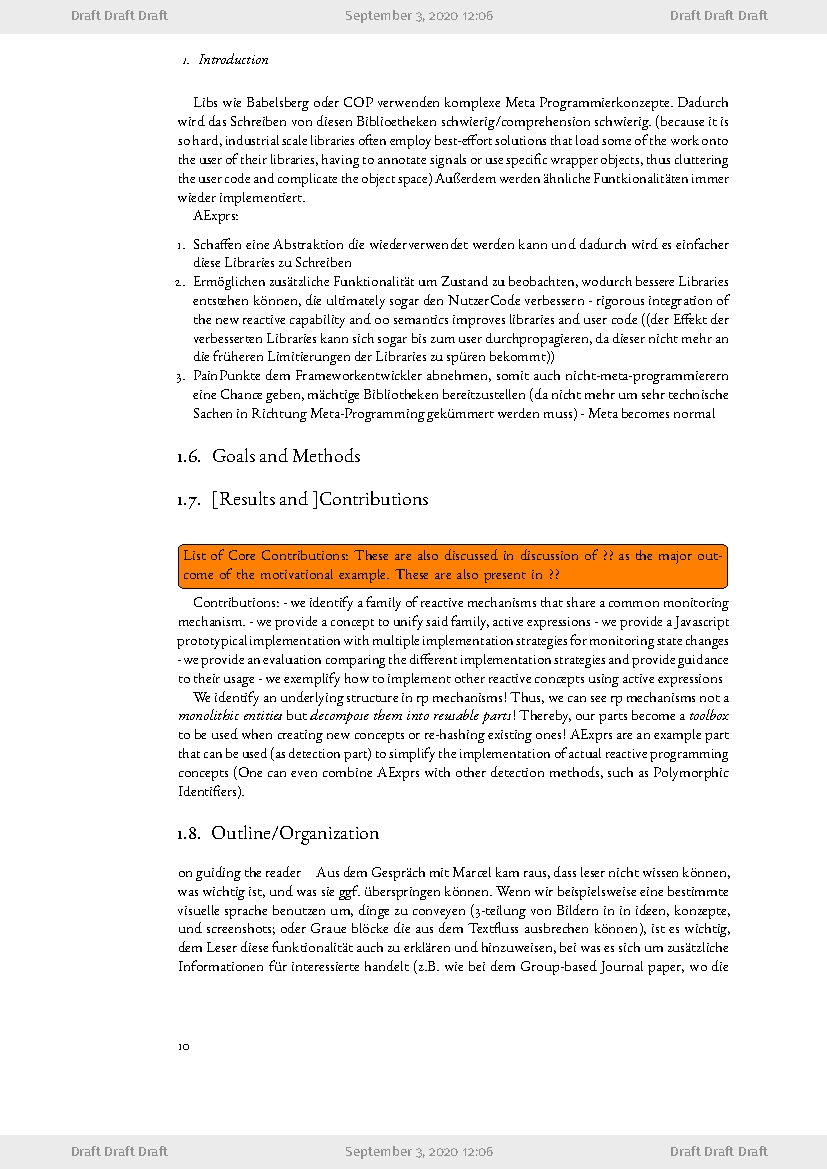 Draft Draft Draft September 3, 2020 12:06 Draft Draft Draft
1. Introduction
Libs wie Babelsberg oder COP verwenden komplexe Meta Programmierkonzepte. Dadurch
wird das Schreiben von diesen Biblioetheken schwierig/comprehension schwierig. (because it is
so hard, industrial scale libraries often employ best-effort solutions that load some of the work onto
the user of their libraries, having to annotate signals or use specific wrapper objects, thus cluttering
the user code and complicate the object space) Außerdem werden ähnliche Funtkionalitäten immer
wieder implementiert.
AExprs:
1. Schaffen eine Abstraktion die wiederverwendet werden kann und dadurch wird es einfacher
diese Libraries zu Schreiben
2. Ermöglichen zusätzliche Funktionalität um Zustand zu beobachten, wodurch bessere Libraries
entstehen können, die ultimately sogar den NutzerCode verbessern - rigorous integration of
the new reactive capability and oo semantics improves libraries and user code ((der Effekt der
verbesserten Libraries kann sich sogar bis zum user durchpropagieren, da dieser nicht mehr an
die früheren Limitierungen der Libraries zu spüren bekommt))
3. PainPunkte dem Frameworkentwickler abnehmen, somit auch nicht-meta-programmierern
eine Chance geben, mächtige Bibliotheken bereitzustellen (da nicht mehr um sehr technische
Sachen in Richtung Meta-Programming gekümmert werden muss) - Meta becomes normal
1.6. Goals and Methods
1.7. [Results and ]Contributions
List of Core Contributions: These are also discussed in discussion of ?? as the major out-
come of the motivational example. These are also present in ??
Contributions: - we identify a family of reactive mechanisms that share a common monitoring
mechanism. - we provide a concept to unify said family, active expressions - we provide a Javascript
prototypical implementation with multiple implementation strategies for monitoring state changes
- we provide an evaluation comparing the different implementation strategies and provide guidance
to their usage - we exemplify how to implement other reactive concepts using active expressions
We identify an underlying structure in rp mechanisms! Thus, we can see rp mechanisms not a
monolithic entities but decompose them into reusable parts! Thereby, our parts become a toolbox
to be used when creating new concepts or re-hashing existing ones! AExprs are an example part
that can be used (as detection part) to simplify the implementation of actual reactive programming
concepts (One can even combine AExprs with other detection methods, such as Polymorphic
Identifiers).
1.8. Outline/Organization
on guiding the reader Aus dem Gespräch mit Marcel kam raus, dass leser nicht wissen können,
was wichtig ist, und was sie ggf. überspringen können. Wenn wir beispielsweise eine bestimmte
visuelle sprache benutzen um, dinge zu conveyen (3-teilung von Bildern in in ideen, konzepte,
und screenshots; oder Graue blöcke die aus dem Textfluss ausbrechen können), ist es wichtig,
dem Leser diese funktionalität auch zu erklären und hinzuweisen, bei was es sich um zusätzliche
Informationen für interessierte handelt (z.B. wie bei dem Group-based Journal paper, wo die
10
Draft Draft Draft September 3, 2020 12:06 Draft Draft Draft